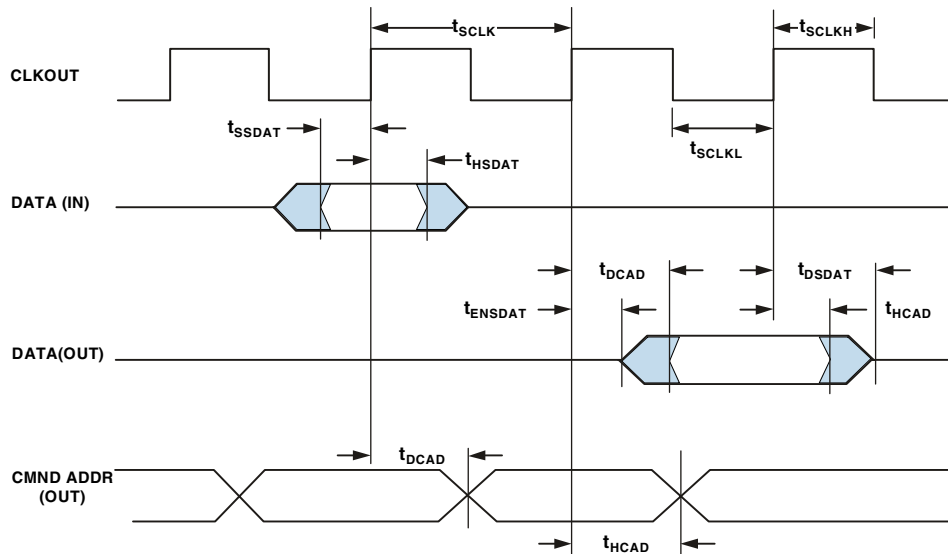 tSCLK
tSCLKH
CLKOUT
tSSDAT
tSCLKL
tHSDAT
DATA (IN)
tDCAD
tDSDAT
tENSDAT
tHCAD
DATA(OUT)
tDCAD
CMND ADDR
(OUT)
tHCAD